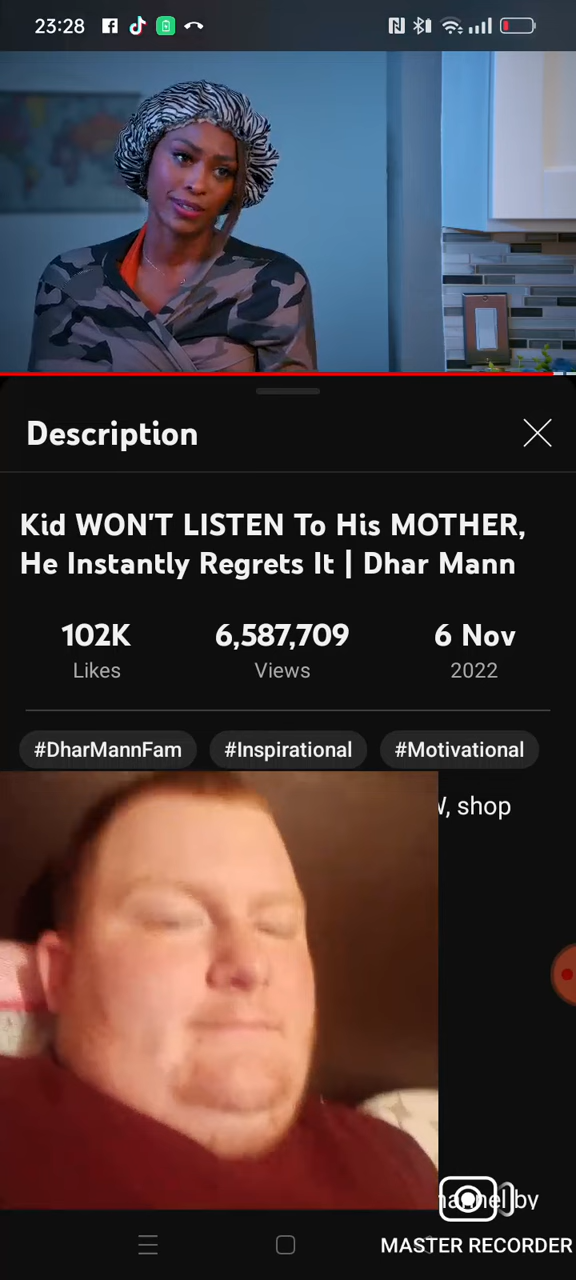 23:28
Description
Kid WON'T LISTEN To His MOTHER,
He Instantly Regrets It | Dhar Mann
102K 6,587,709 6 Nov
Likes Views 2022
#DharMannFam #Inspirational #Motivational
shop
by
MASTER RECORDER